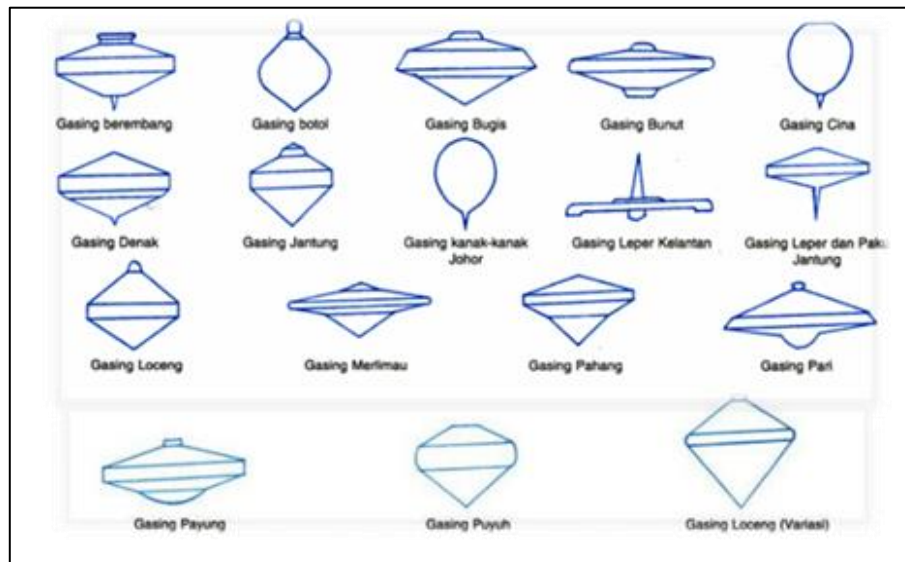 Gasing berembang
Gasing botol
Gasing Bugis
Gasing Bunut
Gasing Cina
Gasing Denak
Gasing Jantung
Gasing kanak-kanak
Johor
Gasing Leper Kelantan
Gasing Leper dan Paku
Jantung
Gasing Loceng
Gasing Merlimau
Gasing Pahang
Gasing Pari
Gasing Payung
Gasing Puyuh
Gasing Loceng (Variasi)